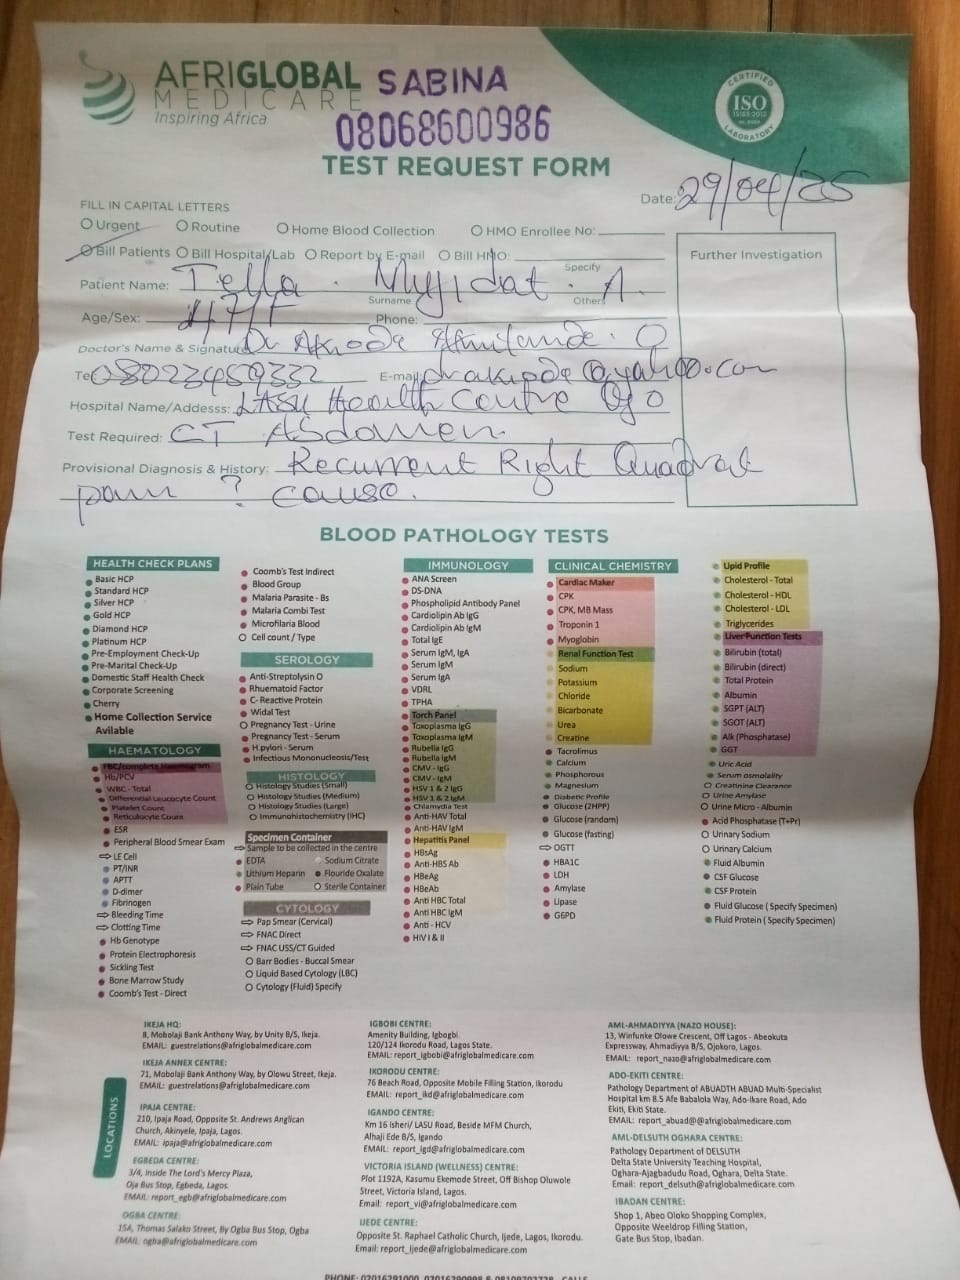 AFRIGLOBAL
MEDICARE
Inspiring Africa
SABINA
08068600986
CERTIFIED
ISO
15189:2012
LABORATORY
TEST REQUEST FORM
Date: 29/04/25
FILL IN CAPITAL LETTERS
Urgent Routine Home Blood Collection HMO Enrollee No:
Bill Patients Bill Hospital/Lab Report by E-mail Bill HMO:
Specify
Further Investigation
Patient Name: Tella. Mujidat. A.
Surname Others
Age/Sex: 47/F Phone:
Doctor's Name & Signature Dr Akinode . O
Te 08023459332 E-mail: drakinode@yahoo.com
Hospital Name/Addesss: LASU Health Centre Ojo
Test Required: CT Abdomen.
Provisional Diagnosis & History: Recurrent Right Quadrat
pain ? cause.
BLOOD PATHOLOGY TESTS
HEALTH CHECK PLANS
Basic HCP
Standard HCP
Silver HCP
Gold HCP
Diamond HCP
Platinum HCP
Pre-Employment Check-Up
Pre-Marital Check-Up
Domestic Staff Health Check
Corporate Screening
Cherry
Home Collection Service
Avilable
HAEMATOLOGY
FBC/complete Haemogram
Hb/PCV
WBC - Total
Differential Leucocyte Count
Platelet Count
Reticulocyte Count
ESR
Peripheral Blood Smear Exam
LE Cell
PT/INR
APTT
D-dimer
Fibrinogen
Bleeding Time
Clotting Time
Hb Genotype
Protein Electrophoresis
Sickling Test
Bone Marrow Study
Coomb's Test - Direct
Coomb's Test Indirect
Blood Group
Malaria Parasite - Bs
Malaria Combi Test
Microfilaria Blood
Cell count / Type
SEROLOGY
Anti-Streptolysin O
Rhuematoid Factor
C- Reactive Protein
Widal Test
Pregnancy Test - Urine
Pregnancy Test - Serum
H.pylori - Serum
Infectious Mononucleosis/Test
HISTOLOGY
Histology Studies (Small)
Histology Studies (Medium)
Histology Studies (Large)
Immunohistochemistry (IHC)
Specimen Container
Sample to be collected in the centre
EDTA Sodium Citrate
Lithium Heparin Flouride Oxalate
Plain Tube Sterile Container
CYTOLOGY
Pap Smear (Cervical)
FNAC Direct
FNAC USS/CT Guided
Barr Bodies - Buccal Smear
Liquid Based Cytology (LBC)
Cytology (Fluid) Specify
IMMUNOLOGY
ANA Screen
DS-DNA
Phospholipid Antibody Panel
Cardiolipin Ab IgG
Cardiolipin Ab IgM
Total IgE
Serum IgM, IgA
Serum IgM
Serum IgA
VDRL
TPHA
Torch Panel
Toxoplasma IgG
Toxoplasma IgM
Rubella IgG
Rubella IgM
CMV - IgG
CMV - IgM
HSV 1 & 2 IgG
HSV 1 & 2 IgM
Chlamydia Test
Anti-HAV Total
Anti-HAV IgM
Hepatitis Panel
HBsAg
Anti-HBS Ab
HBeAg
HBeAb
Anti HBC Total
Anti HBC IgM
Anti - HCV
HIV I & II
CLINICAL CHEMISTRY
Cardiac Maker
CPK
CPK, MB Mass
Troponin 1
Myoglobin
Renal Function Test
Sodium
Potassium
Chloride
Bicarbonate
Urea
Creatine
Tacrolimus
Calcium
Phosphorous
Magnesium
Diabetic Profile
Glucose (2HPP)
Glucose (random)
Glucose (fasting)
OGTT
HBA1C
LDH
Amylase
Lipase
G6PD
Lipid Profile
Cholesterol - Total
Cholesterol - HDL
Cholesterol - LDL
Triglycerides
Liver Function Tests
Bilirubin (total)
Bilirubin (direct)
Total Protein
Albumin
SGPT (ALT)
SGOT (ALT)
Alk (Phosphatase)
GGT
Uric Acid
Serum osmolality
Creatinine Clearance
Urine Amylase
Urine Micro - Albumin
Acid Phosphatase (T+Pr)
Urinary Sodium
Urinary Calcium
Fluid Albumin
CSF Glucose
CSF Protein
Fluid Glucose ( Specify Specimen)
Fluid Protein ( Specify Specimen)
LOCATIONS
IKEJA HQ:
8, Mobolaji Bank Anthony Way, by Unity B/S, Ikeja.
EMAIL: guestrelations@afriglobalmedicare.com
IKEJA ANNEX CENTRE:
71, Mobolaji Bank Anthony Way, by Olowu Street, Ikeja.
EMAIL: guestrelations@afriglobalmedicare.com
IPAJA CENTRE:
210, Ipaja Road, Opposite St. Andrews Anglican
Church, Akinyele, Ipaja, Lagos.
EMAIL: ipaja@afriglobalmedicare.com
EGBEDA CENTRE:
3/4, Inside The Lord's Mercy Plaza,
Oja Bus Stop, Egbeda, Lagos.
EMAIL: report_egb@afriglobalmedicare.com
OGBA CENTRE:
15A, Thomas Salako Street, By Ogba Bus Stop, Ogba
EMAIL: ogba@afriglobalmedicare.com
IGBOBI CENTRE:
Amenity Building, Igbogbi.
120/124 Ikorodu Road, Lagos State.
EMAIL: report_igbobi@afriglobalmedicare.com
IKORODU CENTRE:
76 Beach Road, Opposite Mobile Filling Station, Ikorodu
EMAIL: report_ikd@afriglobalmedicare.com
IGANDO CENTRE:
Km 16 Isheri/ LASU Road, Beside MFM Church,
Alhaji Ede B/S, Igando
EMAIL: report_igd@afriglobalmedicare.com
VICTORIA ISLAND (WELLNESS) CENTRE:
Plot 1192A, Kasumu Ekemode Street, Off Bishop Oluwole
Street, Victoria Island, Lagos.
Email: report_vi@afriglobalmedicare.com
IJEDE CENTRE:
Opposite St. Raphael Catholic Church, Ijede, Lagos, Ikorodu.
Email: report_ijede@afriglobalmedicare.com
AML-AHMADIYYA (NAZO HOUSE):
13, Winfunke Olowe Crescent, Off Lagos - Abeokuta
Expressway, Ahmadiyya B/S, Ojokoro, Lagos.
EMAIL: report_nazo@afriglobalmedicare.com
ADO-EKITI CENTRE:
Pathology Department of ABUADTH ABUAD Multi-Specialist
Hospital km 8.5 Afe Babalola Way, Ado-Ikare Road, Ado
Ekiti, Ekiti State.
EMAIL: report_abuad@@afriglobalmedicare.com
AML-DELSUTH OGHARA CENTRE:
Pathology Department of DELSUTH
Delta State University Teaching Hospital,
Oghara-Ajagbadudu Road, Oghara, Delta State.
Email: report_delsuth@afriglobalmedicare.com
IBADAN CENTRE:
Shop 1, Abeo Oloko Shopping Complex,
Opposite Weeldrop Filling Station,
Gate Bus Stop, Ibadan.